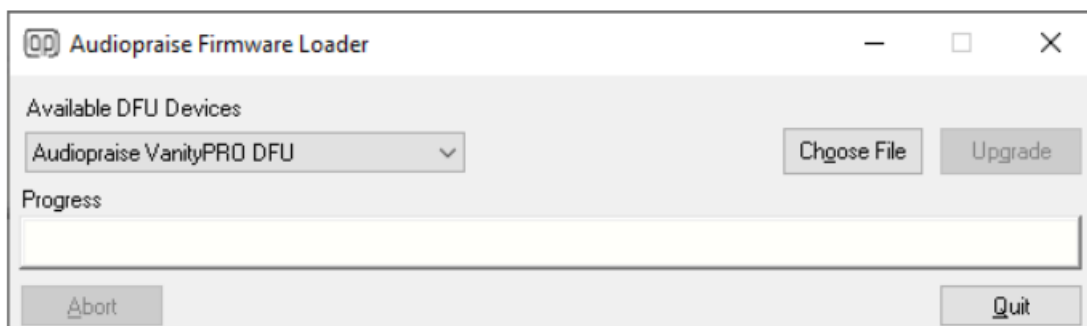 Audiopraise Firmware Loader
Available DFU Devices
Audiopraise VanityPRO DFU
Choose File
Upgrade
Progress
Abort
Quit